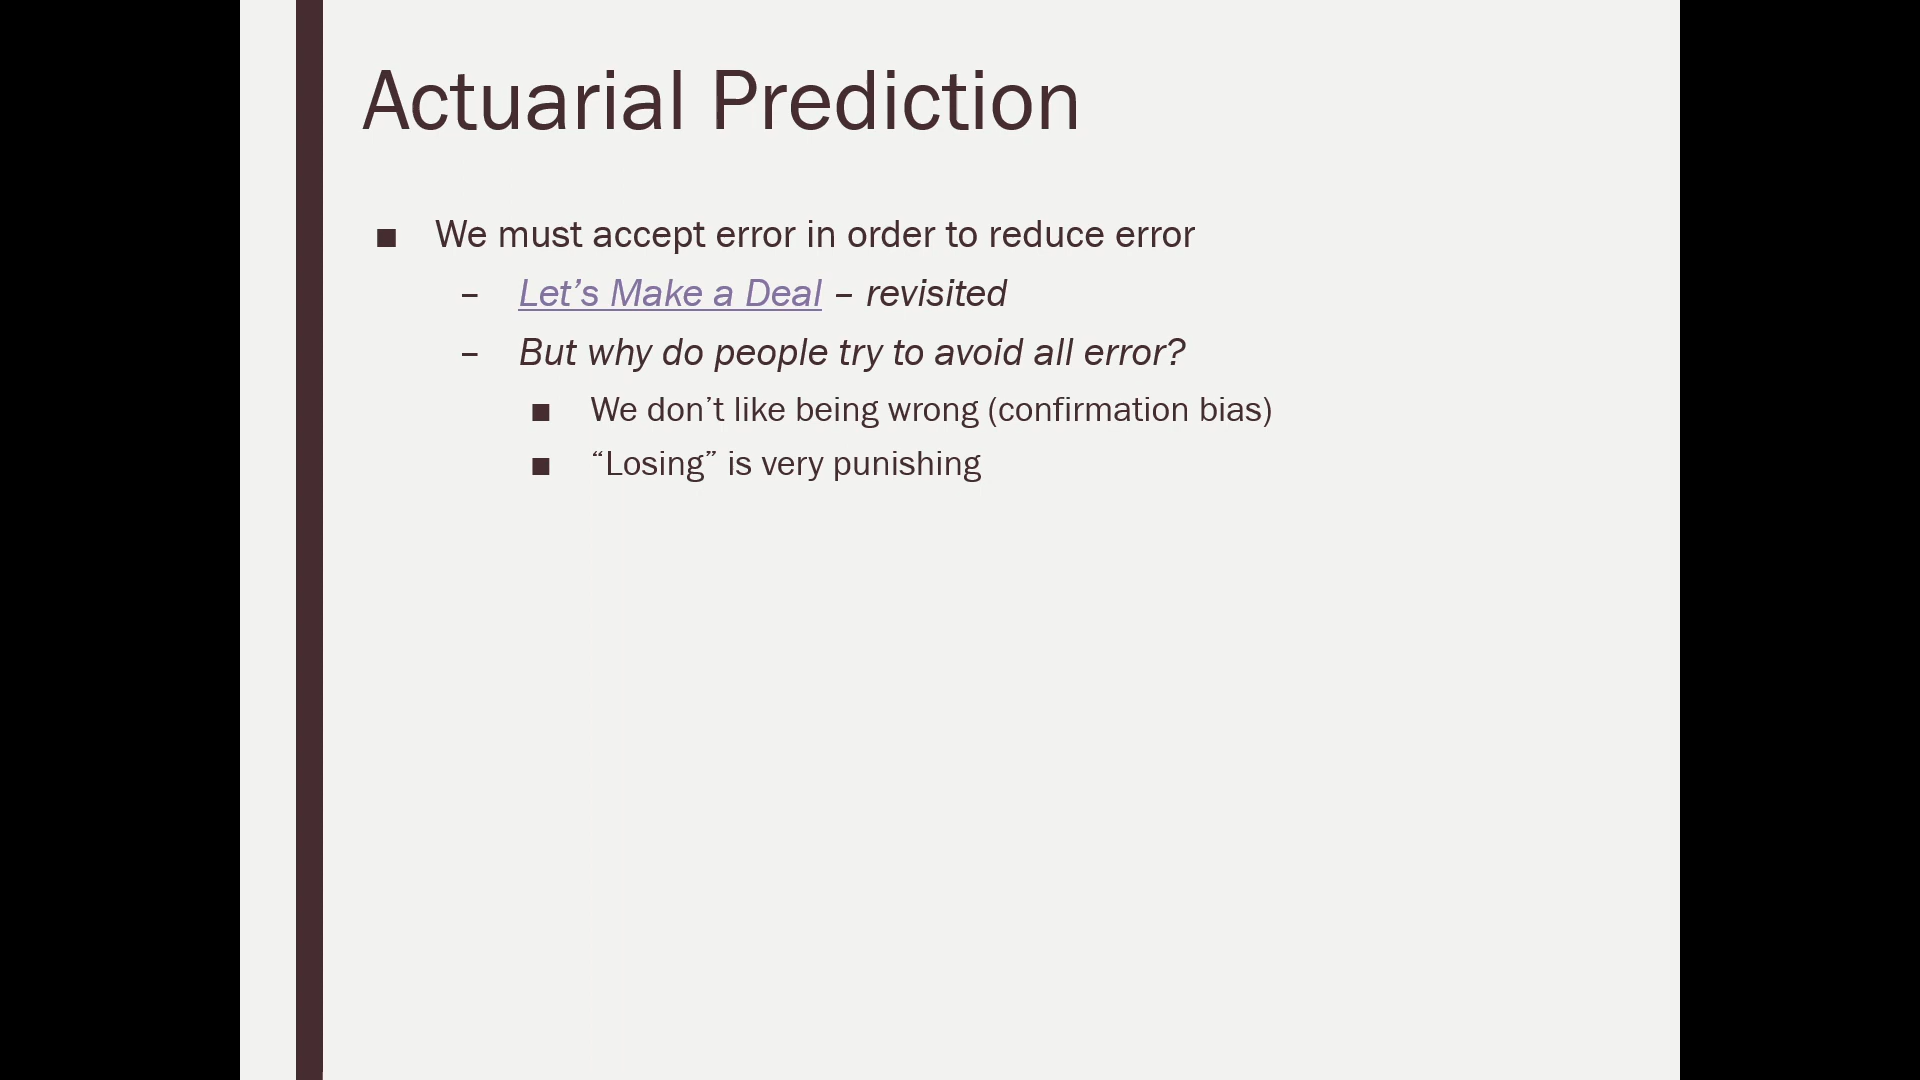 Actuarial Prediction
■ We must accept error in order to reduce error
– Let’s Make a Deal – revisited
– But why do people try to avoid all error?
■ We don’t like being wrong (confirmation bias)
■ “Losing” is very punishing